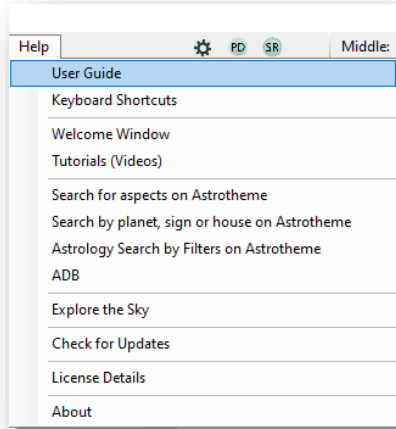 Help PD SR Middle:
User Guide
Keyboard Shortcuts
Welcome Window
Tutorials (Videos)
Search for aspects on Astrotheme
Search by planet, sign or house on Astrotheme
Astrology Search by Filters on Astrotheme
ADB
Explore the Sky
Check for Updates
License Details
About